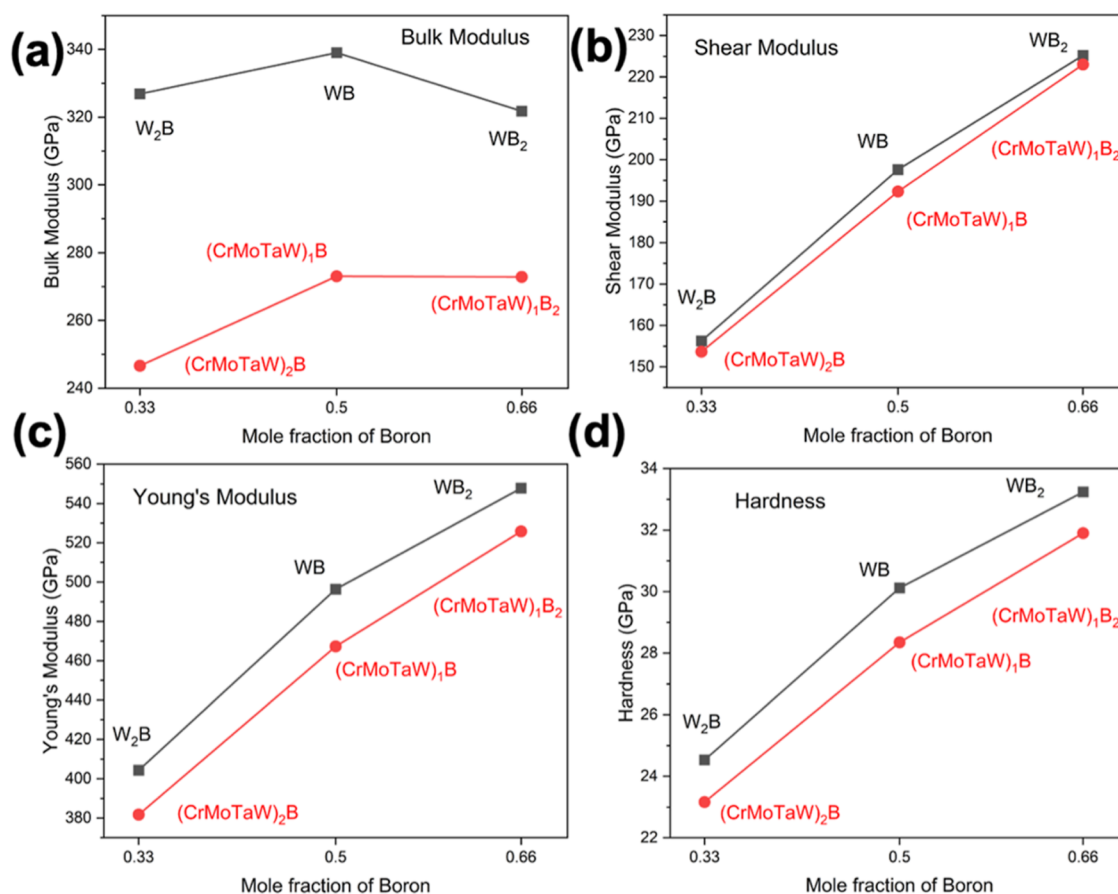 (a)
Bulk Modulus
Bulk Modulus (GPa)
340
320
300
280
260
240
W₂B
WB
WB₂
(CrMoTaW)₁B
(CrMoTaW)₁B₂
(CrMoTaW)₂B
0.33
0.5
0.66
Mole fraction of Boron
(b)
Shear Modulus
Shear Modulus (GPa)
230
220
210
200
190
180
170
160
150
WB₂
WB
(CrMoTaW)₁B₂
(CrMoTaW)₁B
W₂B
(CrMoTaW)₂B
0.33
0.5
0.66
Mole fraction of Boron
(c)
Young's Modulus
Young's Modulus (GPa)
560
540
520
500
480
460
440
420
400
380
WB₂
WB
(CrMoTaW)₁B₂
(CrMoTaW)₁B
W₂B
(CrMoTaW)₂B
0.33
0.5
0.66
Mole fraction of Boron
(d)
Hardness
Hardness (GPa)
34
32
30
28
26
24
22
WB₂
WB
(CrMoTaW)₁B₂
(CrMoTaW)₁B
W₂B
(CrMoTaW)₂B
0.33
0.5
0.66
Mole fraction of Boron